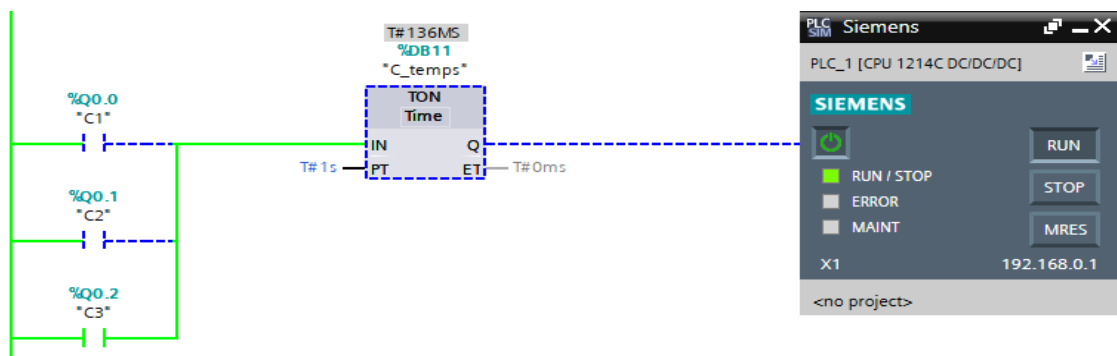 T#136MS
%DB11
"C_temps"
TON
Time
IN
Q
T#1s
PT
ET
T#0ms
%Q0.0
"C1"
%Q0.1
"C2"
%Q0.2
"C3"
PLC SIM Siemens
PLC_1 [CPU 1214C DC/DC/DC]
SIEMENS
RUN
RUN / STOP
STOP
ERROR
MAINT
MRES
X1 192.168.0.1
<no project>